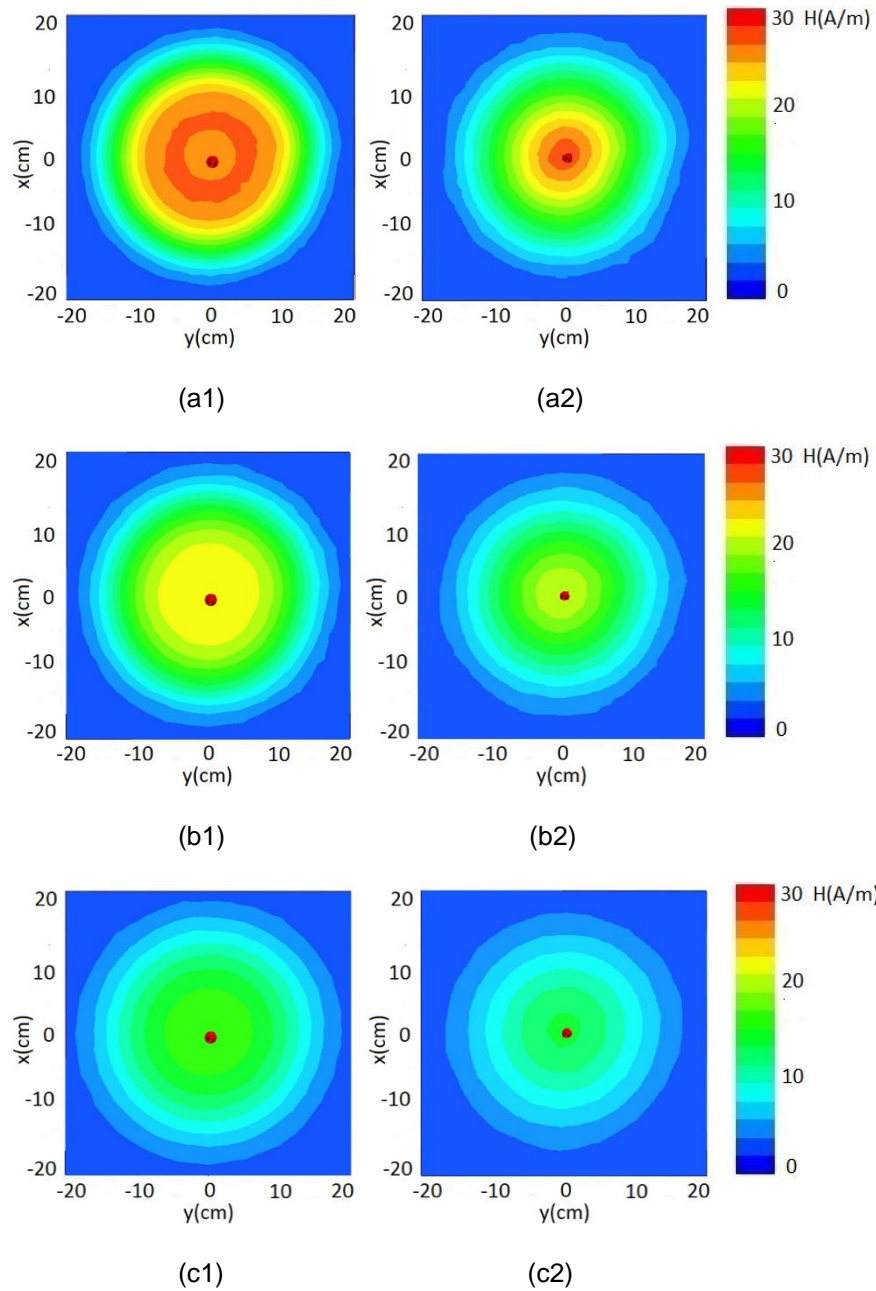 20 20 30 H(A/m)
10 10 20
x(cm) 0 x(cm) 0
-10 -10 10
-20 -20 0
-20 -10 0 10 20 -20 -10 0 10 20
y(cm) y(cm)
(a1) (a2)
20 20 30 H(A/m)
10 10 20
x(cm) 0 x(cm) 0
-10 -10 10
-20 -20 0
-20 -10 0 10 20 -20 -10 0 10 20
y(cm) y(cm)
(b1) (b2)
20 20 30 H(A/m)
10 10 20
x(cm) 0 x(cm) 0
-10 -10 10
-20 -20 0
-20 -10 0 10 20 -20 -10 0 10 20
y(cm) y(cm)
(c1) (c2)